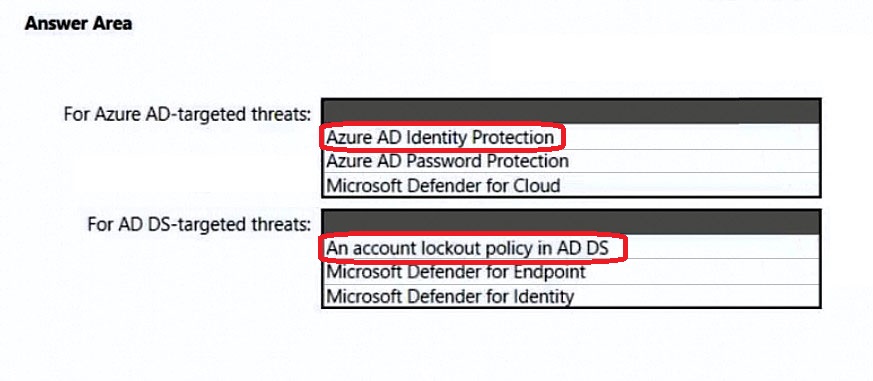 Answer Area
For Azure AD-targeted threats:
Azure AD Identity Protection
Azure AD Password Protection
Microsoft Defender for Cloud
For AD DS-targeted threats:
An account lockout policy in AD DS
Microsoft Defender for Endpoint
Microsoft Defender for Identity